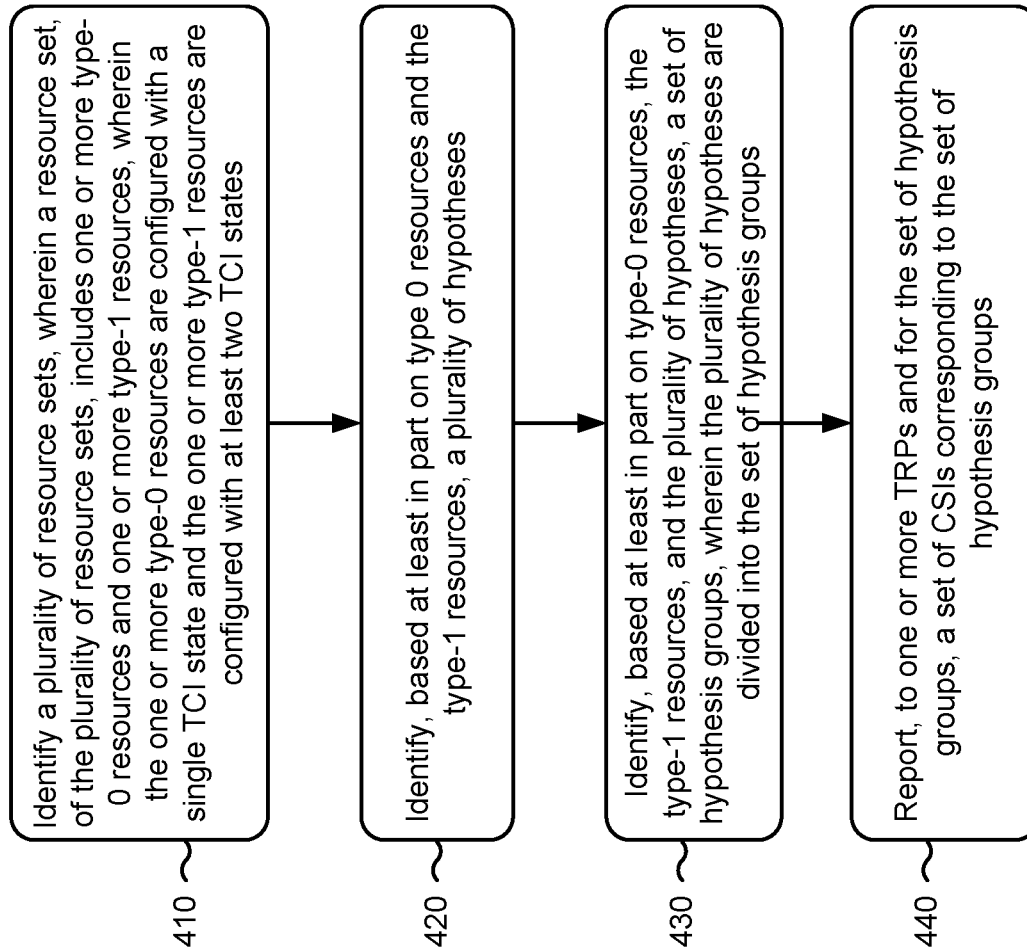 410
Identify a plurality of resource sets, wherein a resource set,
of the plurality of resource sets, includes one or more type-
0 resources and one or more type-1 resources, wherein
the one or more type-0 resources are configured with a
single TCI state and the one or more type-1 resources are
configured with at least two TCI states
420
Identify, based at least in part on type 0 resources and the
type-1 resources, a plurality of hypotheses
430
Identify, based at least in part on type-0 resources, the
type-1 resources, and the plurality of hypotheses, a set of
hypothesis groups, wherein the plurality of hypotheses are
divided into the set of hypothesis groups
440
Report, to one or more TRPs and for the set of hypothesis
groups, a set of CSIs corresponding to the set of
hypothesis groups